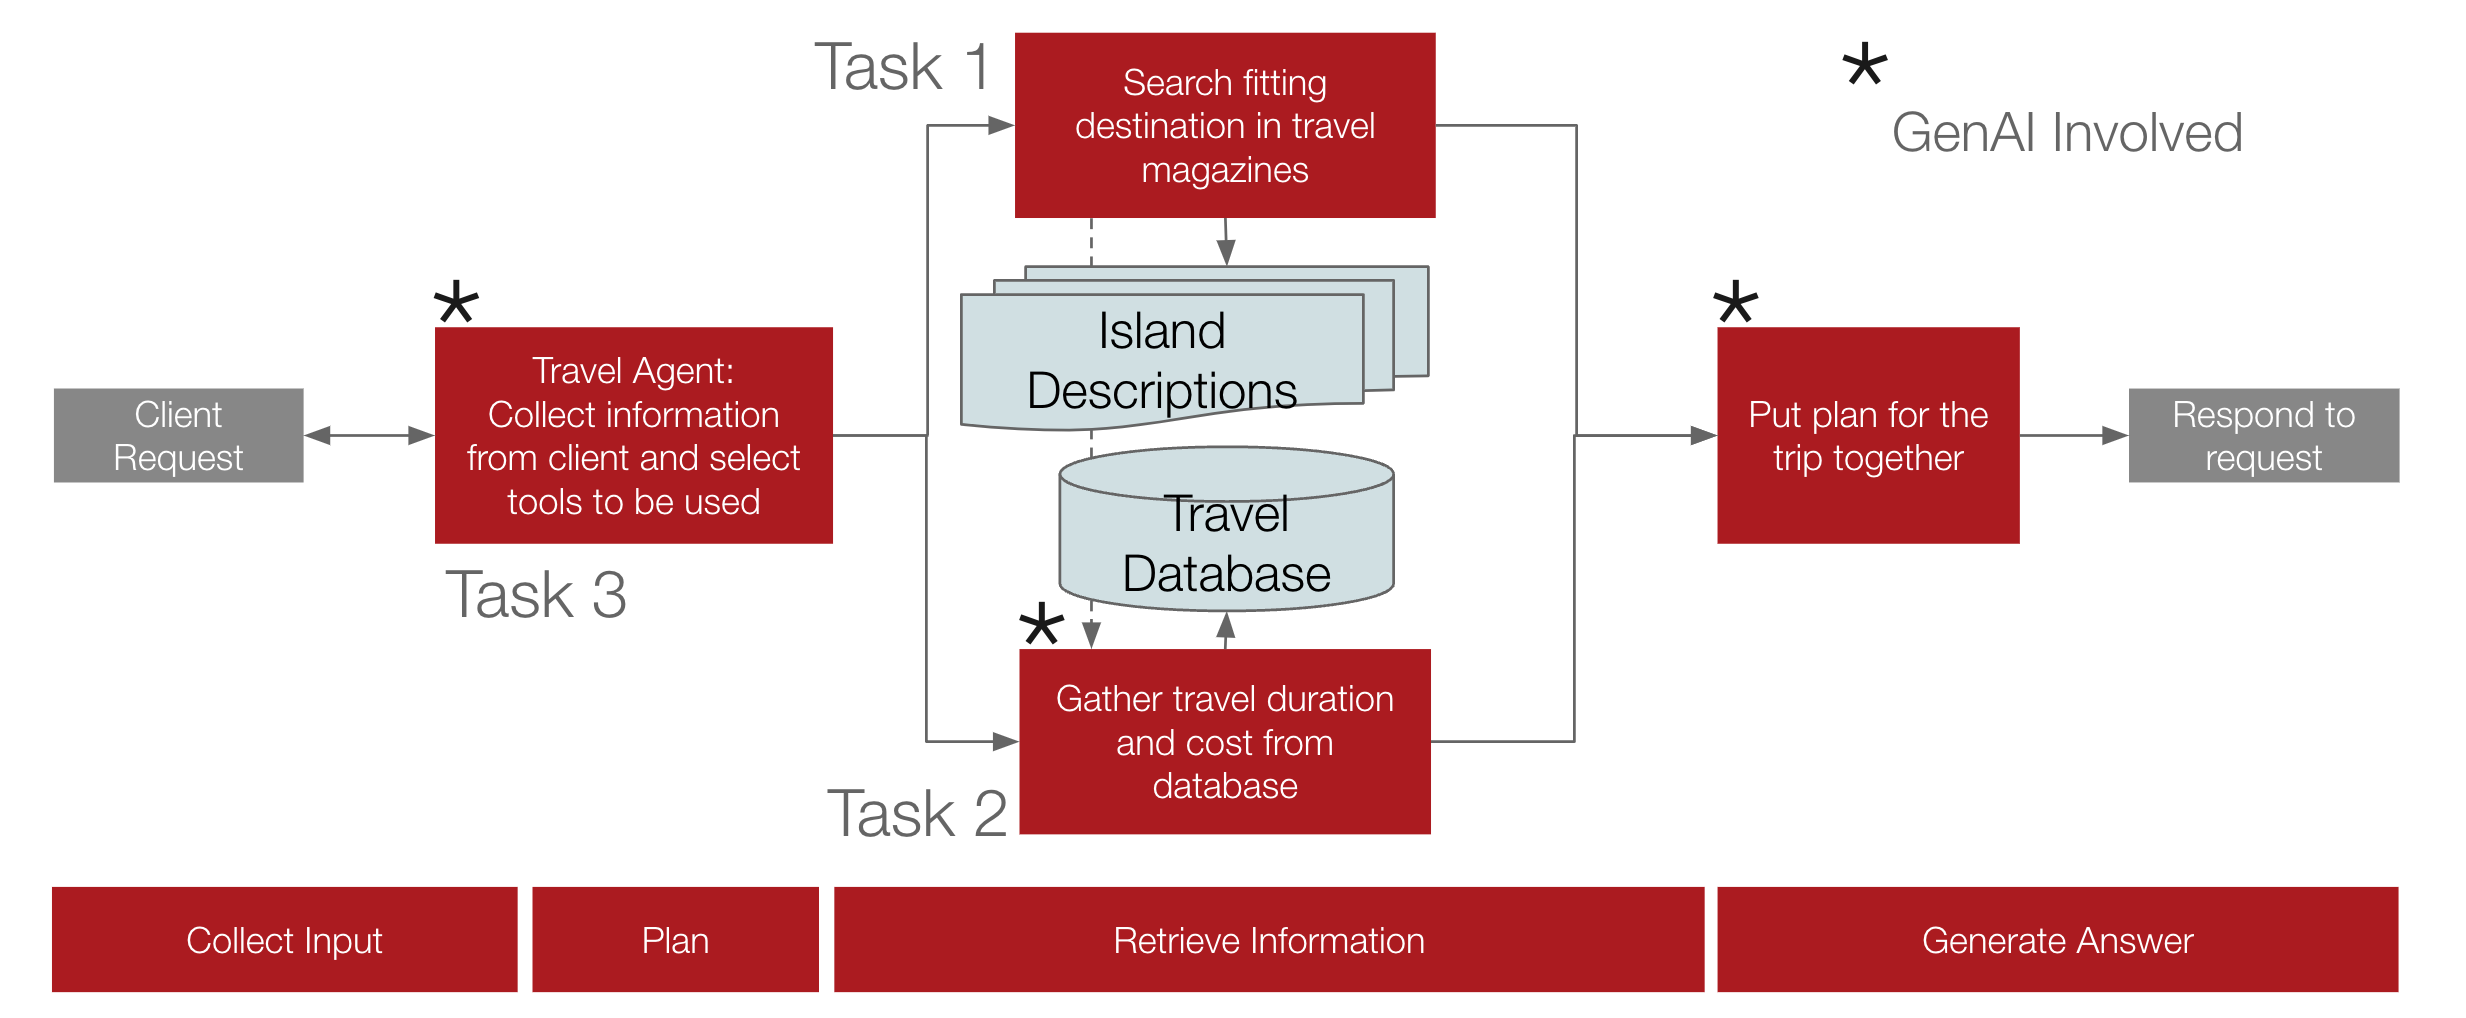 Task 1
Search fitting
destination in travel
magazines
*
GenAI Involved
*
Travel Agent:
Collect information
from client and select
tools to be used
Task 3
Client
Request
Island
Descriptions
Travel
Database
*
Gather travel duration
and cost from
database
Task 2
*
Put plan for the
trip together
Respond to
request
Collect Input
Plan
Retrieve Information
Generate Answer